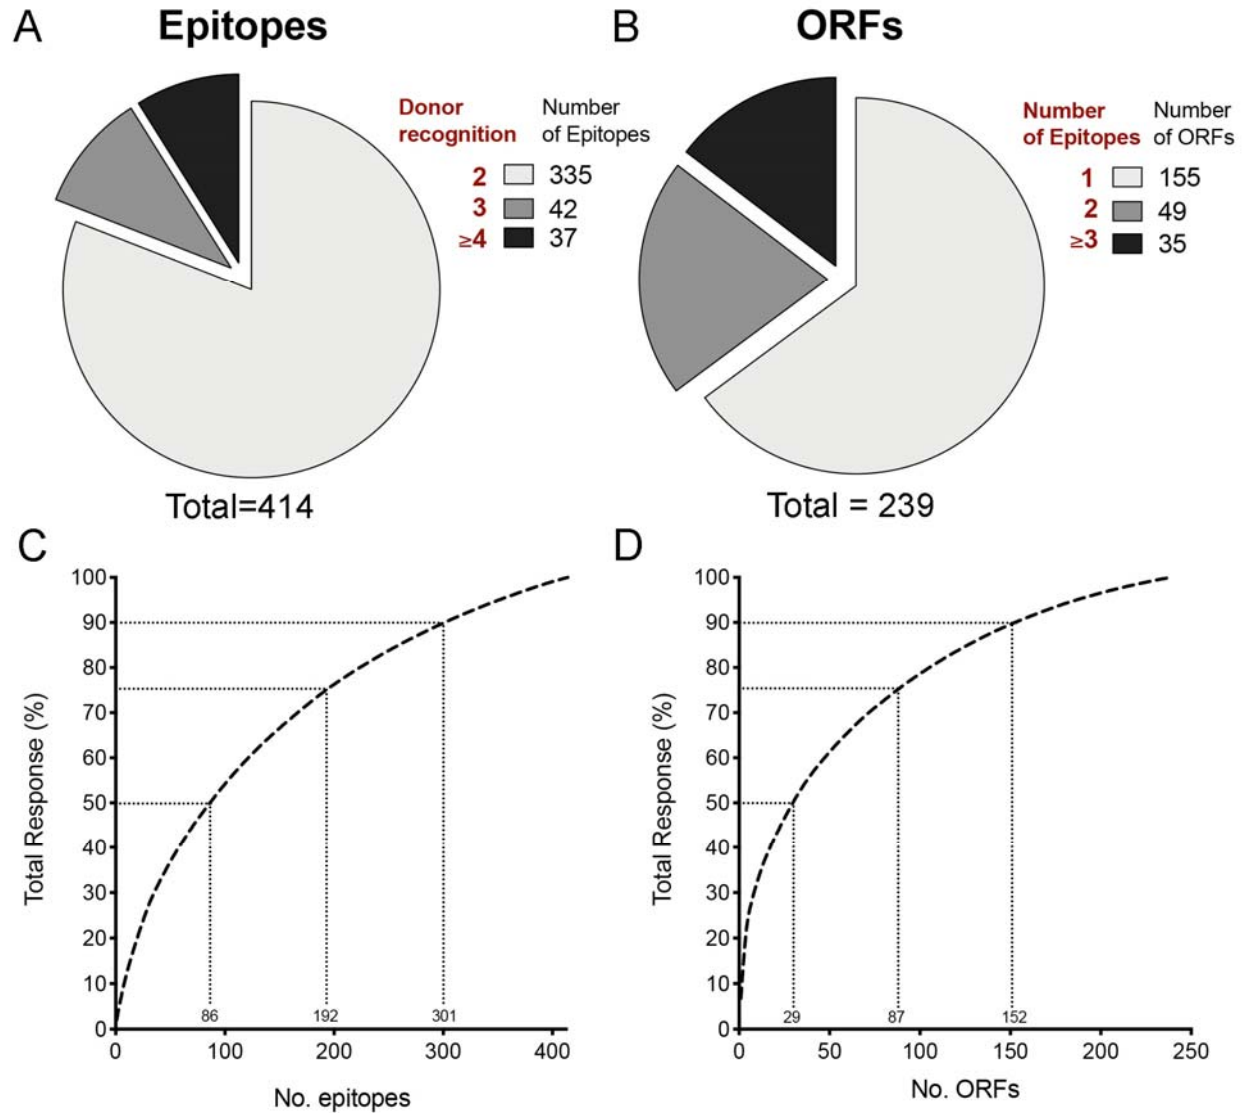 A
Epitopes
Donor recognition
Number of Epitopes
2 335
3 42
≥4 37
Total=414
B
ORFs
Number of Epitopes
Number of ORFs
1 155
2 49
≥3 35
Total = 239
C
Total Response (%)
100
90
80
70
60
50
40
30
20
10
0
86 192 301
0 100 200 300 400
No. epitopes
D
Total Response (%)
100
90
80
70
60
50
40
30
20
10
0
29 87 152
0 50 100 150 200 250
No. ORFs